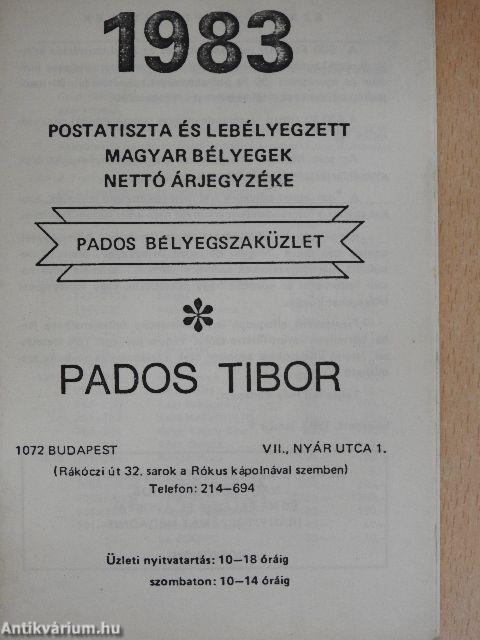 1983
POSTATISZTA ÉS LEBÉLYEGZETT
MAGYAR BÉLYEGEK
NETTÓ ÁRJEGYZÉKE
PADOS BÉLYEGSZAKÜZLET
PADOS TIBOR
1072 BUDAPEST VII., NYÁR UTCA 1.
(Rákóczi út 32. sarok a Rókus kápolnával szemben)
Telefon: 214—694
Üzleti nyitvatartás: 10—18 óráig
szombaton: 10—14 óráig
Antikvárium.hu